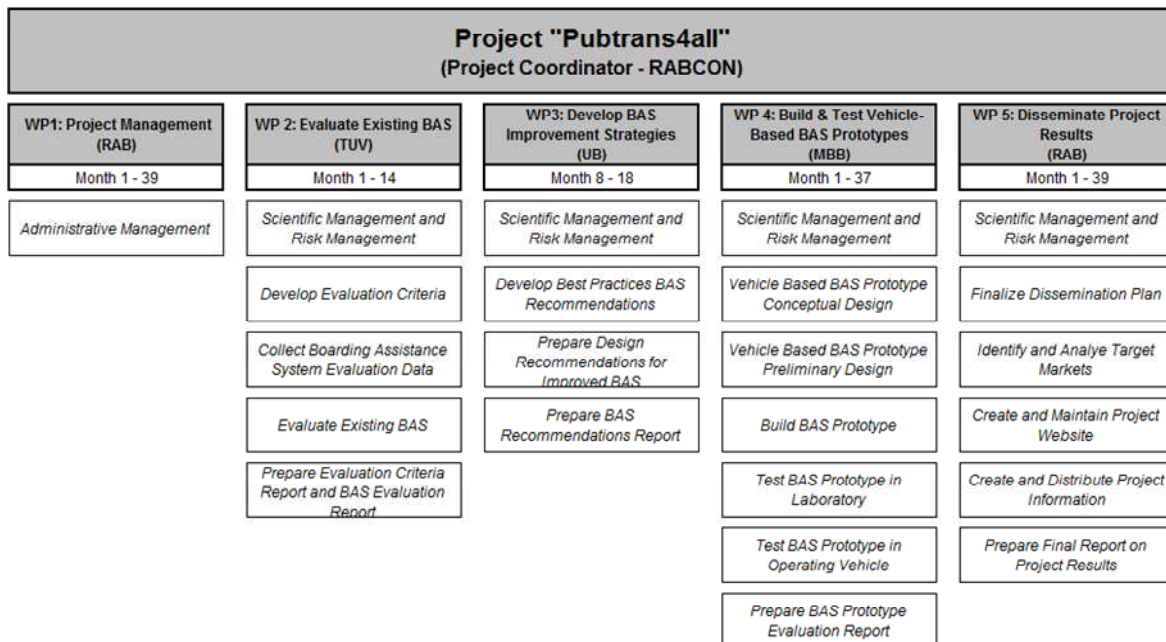 Project "Pubtrans4all"
(Project Coordinator - RABCON)
WP1: Project Management
(RAB)
Month 1 - 39
Administrative Management
WP 2: Evaluate Existing BAS
(TUV)
Month 1 - 14
Scientific Management and
Risk Management
Develop Evaluation Criteria
Collect Boarding Assistance
System Evaluation Data
Evaluate Existing BAS
Prepare Evaluation Criteria
Report and BAS Evaluation
Report
WP3: Develop BAS
Improvement Strategies
(UB)
Month 8 - 18
Scientific Management and
Risk Management
Develop Best Practices BAS
Recommendations
Prepare Design
Recommendations for
Improved BAS
Prepare BAS
Recommendations Report
WP 4: Build & Test Vehicle-
Based BAS Prototypes
(MBB)
Month 1 - 37
Scientific Management and
Risk Management
Vehicle Based BAS Prototype
Conceptual Design
Vehicle Based BAS Prototype
Preliminary Design
Build BAS Prototype
Test BAS Prototype in
Laboratory
Test BAS Prototype in
Operating Vehicle
Prepare BAS Prototype
Evaluation Report
WP 5: Disseminate Project
Results
(RAB)
Month 1 - 39
Scientific Management and
Risk Management
Finalize Dissemination Plan
Identify and Analye Target
Markets
Create and Maintain Project
Website
Create and Distribute Project
Information
Prepare Final Report on
Project Results